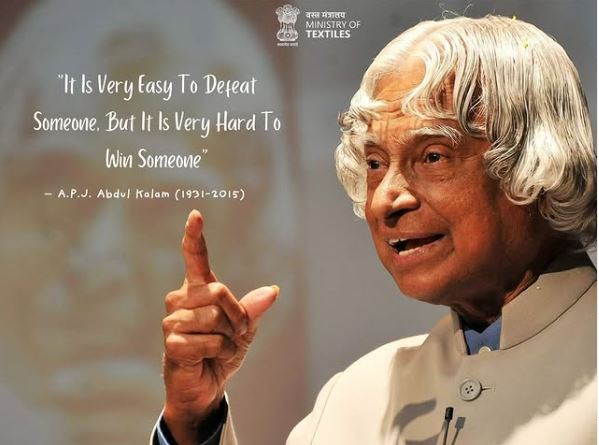 वस्त्र मंत्रालय
MINISTRY OF
TEXTILES
"It Is Very Easy To Defeat
Someone, But It Is Very Hard To
Win Someone"
— A.P.J. Abdul Kalam (1931-2015)